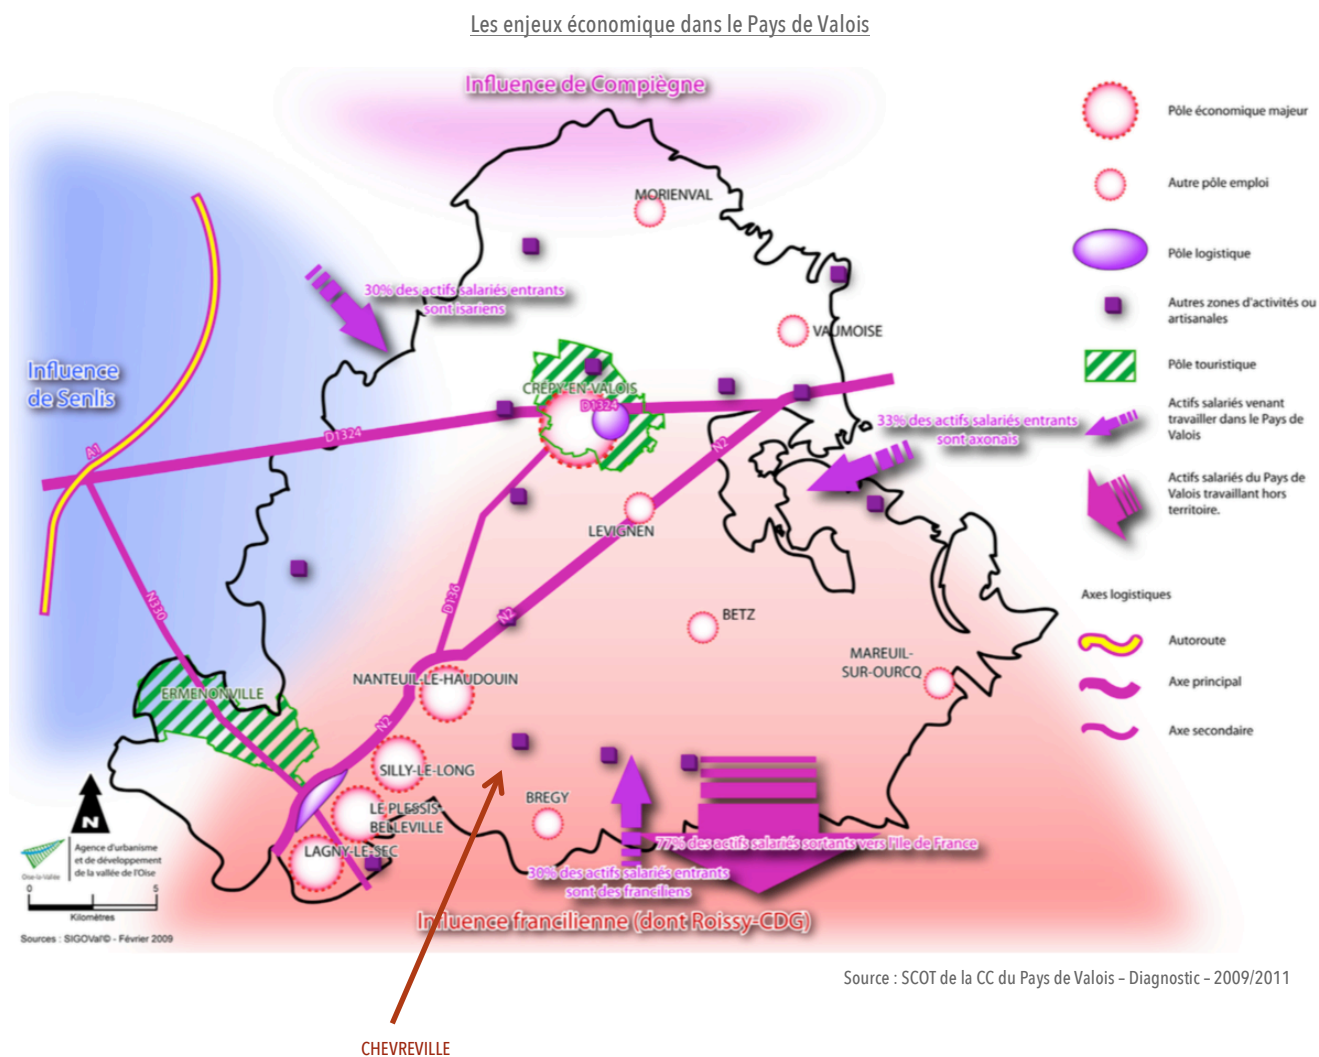 Les enjeux économique dans le Pays de Valois
Influence de Compiègne
MORIENVAL
30% des actifs salariés entrants
sont isariens
VAUMOISE
Influence
de Senlis
CREPY-EN-VALOIS
D1324
D1324
A1
N2
33% des actifs salariés entrants
sont axonais
LEVIGNEN
N330
D136
N2
BETZ
MAREUIL-
SUR-OURCQ
NANTEUIL-LE-HAUDOUIN
ERMENONVILLE
N2
SILLY-LE-LONG
BREGY
LE PLESSIS-
BELLEVILLE
LAGNY-LE-SEC
77% des actifs salariés sortants vers l'Ile de France
30% des actifs salariés entrants
sont des franciliens
Influence francilienne (dont Roissy-CDG)
N
Agence d'urbanisme
et de développement
de la vallée de l'Oise
Oise-la-Vallée
0 5
Kilomètres
Sources : SIGOVal© - Février 2009
Pôle économique majeur
Autre pôle emploi
Pôle logistique
Autres zones d'activités ou
artisanales
Pôle touristique
Actifs salariés venant
travailler dans le Pays de
Valois
Actifs salariés du Pays de
Valois travaillant hors
territoire.
Axes logistiques
Autoroute
Axe principal
Axe secondaire
Source : SCOT de la CC du Pays de Valois – Diagnostic – 2009/2011
CHEVREVILLE